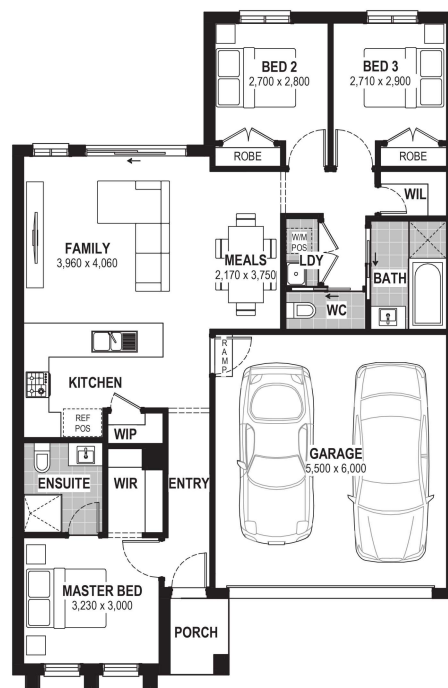 BED 2
2,700 x 2,800
BED 3
2,710 x 2,900
ROBE
ROBE
WIL
W/M
POS
LDY
FAMILY
3,960 x 4,060
MEALS
2,170 x 3,750
BATH
WC
RAMP
KITCHEN
REF
POS
WIP
GARAGE
5,500 x 6,000
ENSUITE
WIR
ENTRY
MASTER BED
3,230 x 3,000
PORCH